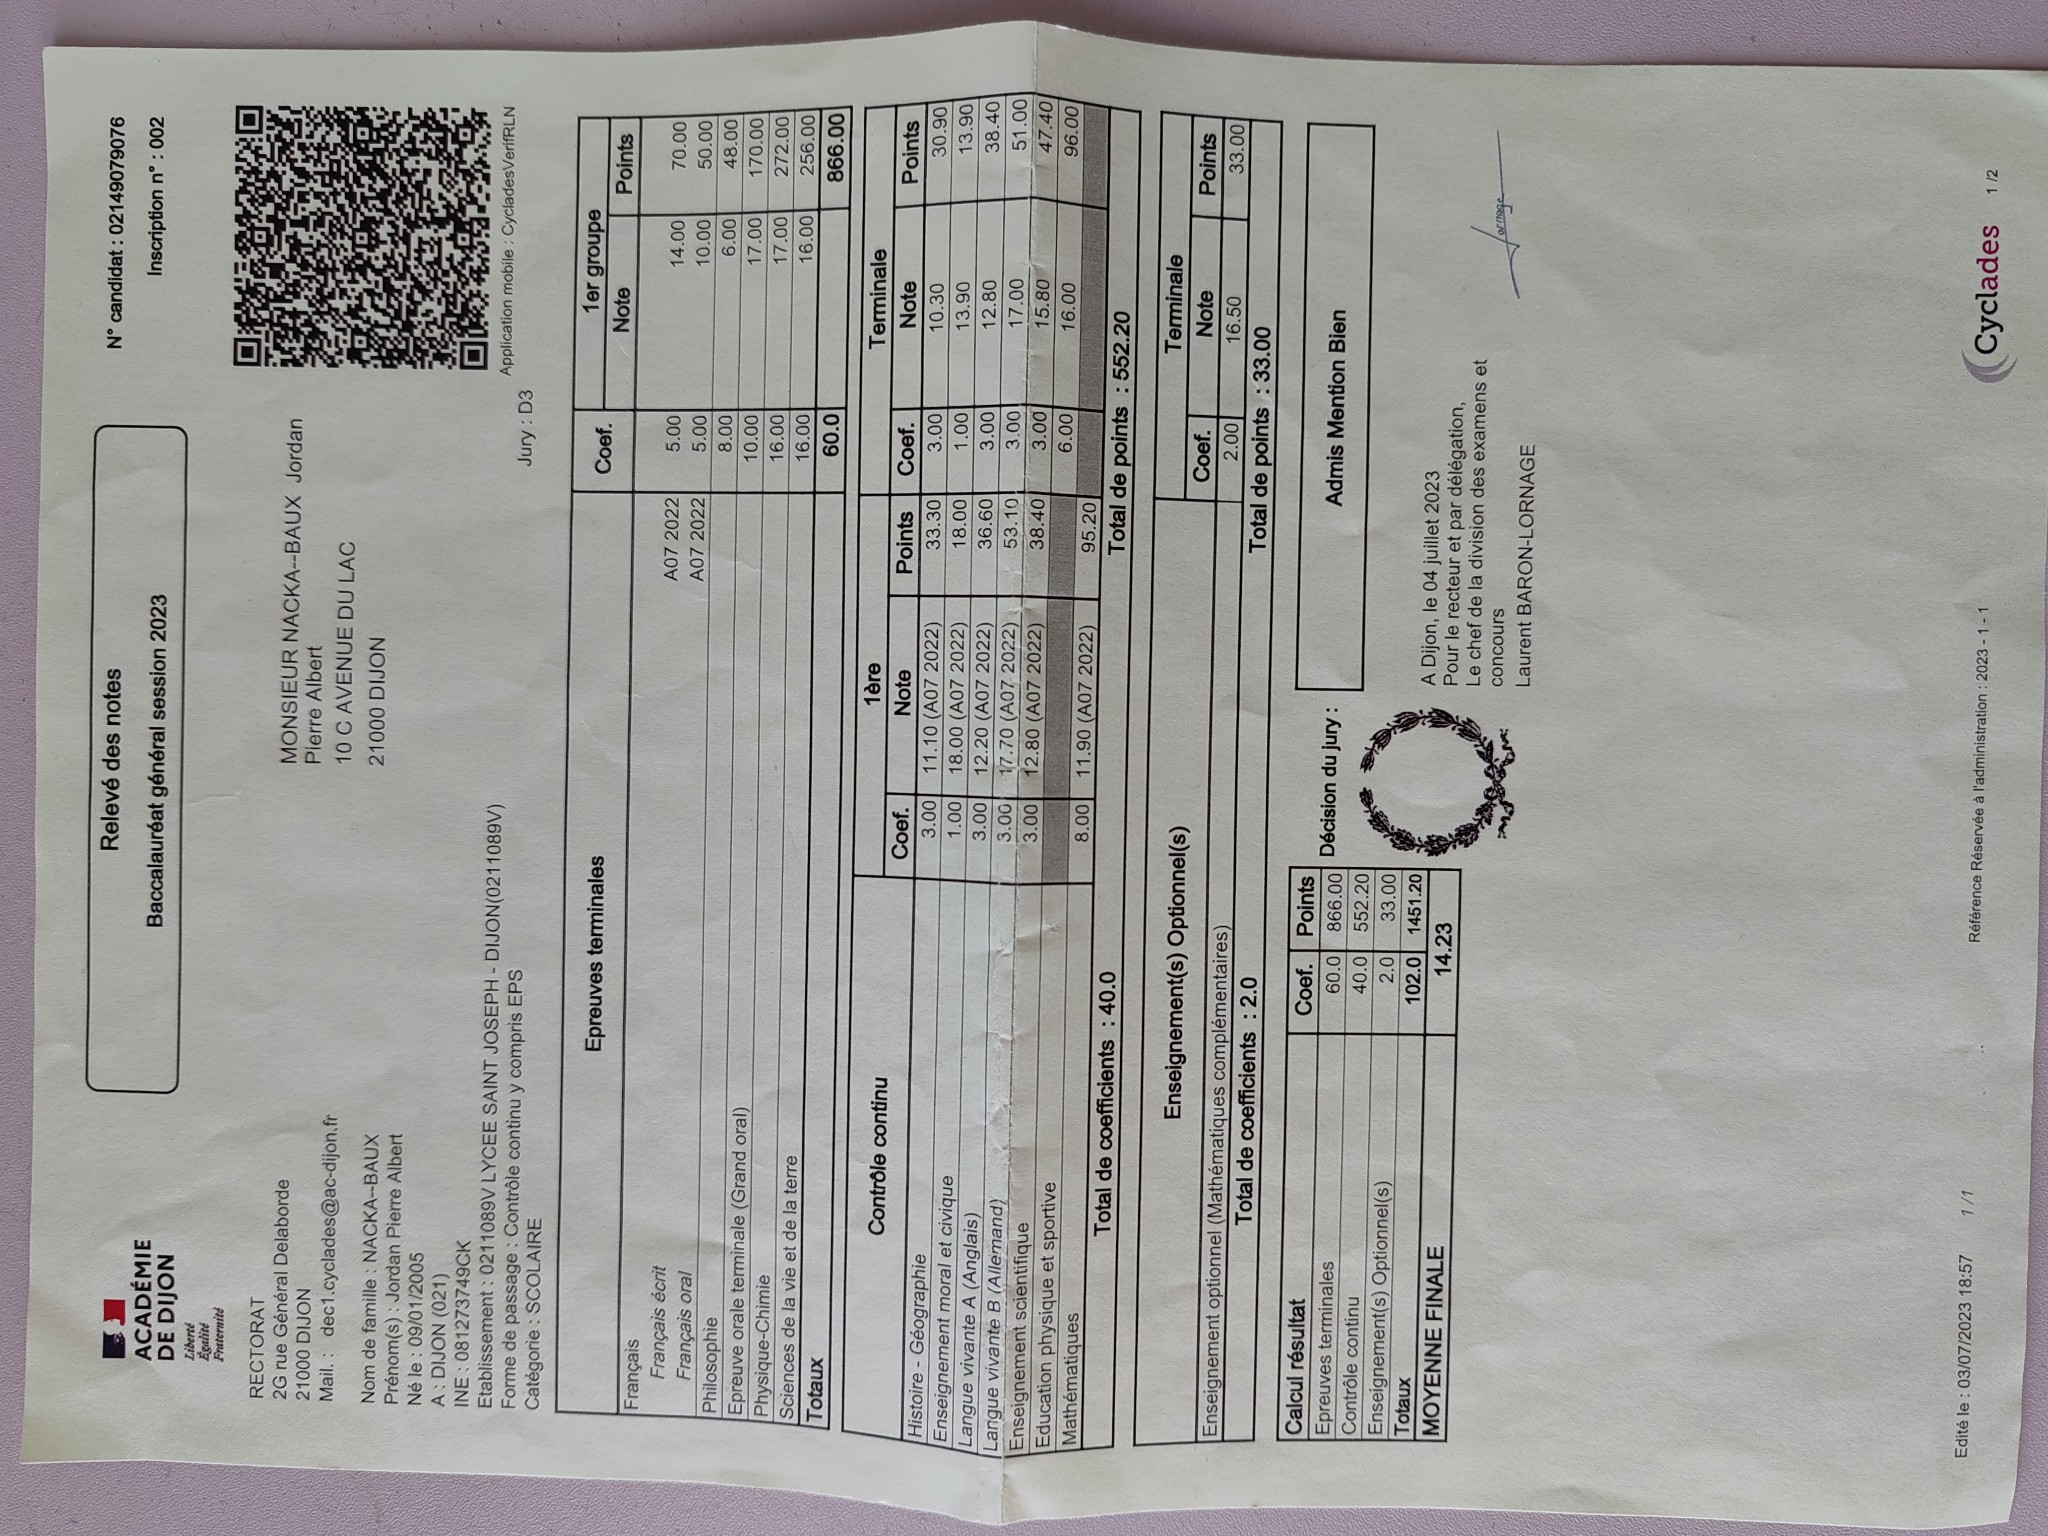 ACADÉMIE
DE DIJON
Liberté
Égalité
Fraternité
Relevé des notes
Baccalauréat général session 2023
N° candidat : 02149079076
Inscription n° : 002
RECTORAT
2G rue Général Delaborde
21000 DIJON
Mail. : dec1.cyclades@ac-dijon.fr
MONSIEUR NACKA--BAUX Jordan
Pierre Albert
10 C AVENUE DU LAC
21000 DIJON
Nom de famille : NACKA--BAUX
Prénom(s) : Jordan Pierre Albert
Né le : 09/01/2005
A : DIJON (021)
INE : 081273749CK
Etablissement : 0211089V LYCEE SAINT JOSEPH - DIJON(0211089V)
Forme de passage : Contrôle continu y compris EPS
Catégorie : SCOLAIRE
Application mobile : CycladesVerifRLN
Jury : D3
Epreuves terminales Coef. 1er groupe
Note Points
Français
Français écrit A07 2022 5.00 14.00 70.00
Français oral A07 2022 5.00 10.00 50.00
Philosophie 8.00 6.00 48.00
Epreuve orale terminale (Grand oral) 10.00 17.00 170.00
Physique-Chimie 16.00 17.00 272.00
Sciences de la vie et de la terre 16.00 16.00 256.00
Totaux 60.0 866.00
Contrôle continu 1ère Terminale
Coef. Note Points Coef. Note Points
Histoire - Géographie 3.00 11.10 (A07 2022) 33.30 3.00 10.30 30.90
Enseignement moral et civique 1.00 18.00 (A07 2022) 18.00 1.00 13.90 13.90
Langue vivante A (Anglais) 3.00 12.20 (A07 2022) 36.60 3.00 12.80 38.40
Langue vivante B (Allemand) 3.00 17.70 (A07 2022) 53.10 3.00 17.00 51.00
Enseignement scientifique 3.00 12.80 (A07 2022) 38.40 3.00 15.80 47.40
Education physique et sportive 6.00 16.00 96.00
Mathématiques 8.00 11.90 (A07 2022) 95.20
Total de coefficients : 40.0 Total de points : 552.20
Enseignement(s) Optionnel(s) Terminale
Coef. Note Points
Enseignement optionnel (Mathématiques complémentaires) 2.00 16.50 33.00
Total de coefficients : 2.0 Total de points : 33.00
Calcul résultat Coef. Points
Epreuves terminales 60.0 866.00
Contrôle continu 40.0 552.20
Enseignement(s) Optionnel(s) 2.0 33.00
Totaux 102.0 1451.20
MOYENNE FINALE 14.23
Décision du jury :
Admis Mention Bien
A Dijon, le 04 juillet 2023
Pour le recteur et par délégation,
Le chef de la division des examens et
concours
Laurent BARON-LORNAGE
Edité le : 03/07/2023 18:57 1 /1
Référence Réservée à l'administration : 2023 - 1 - 1
Cyclades 1 /2